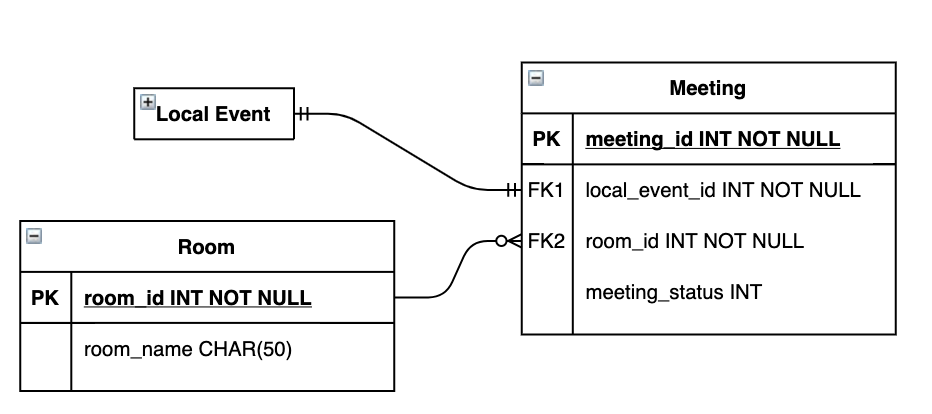 Local Event
Meeting
PK meeting_id INT NOT NULL
FK1 local_event_id INT NOT NULL
FK2 room_id INT NOT NULL
meeting_status INT
Room
PK room_id INT NOT NULL
room_name CHAR(50)